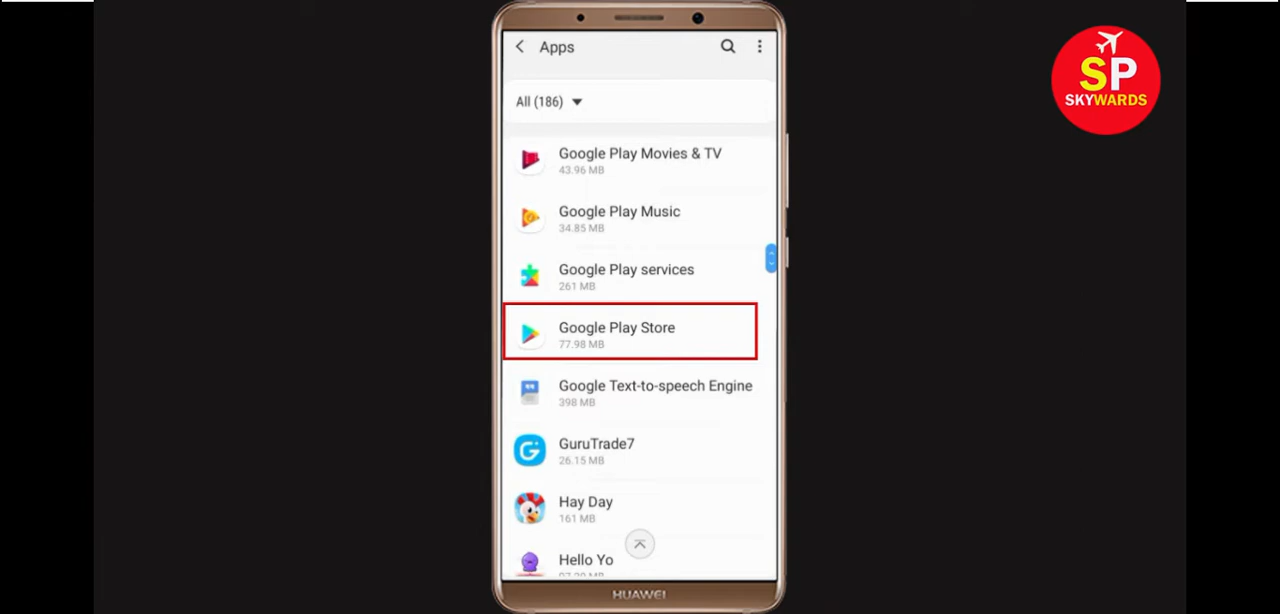 Apps
All (186)
Google Play Movies & TV
43.96 MB
Google Play Music
34.85 MB
Google Play services
261 MB
Google Play Store
77.98 MB
Google Text-to-speech Engine
398 MB
GuruTrade7
26.15 MB
Hay Day
161 MB
Hello Yo
HUAWEI
SP
SKYWARDS